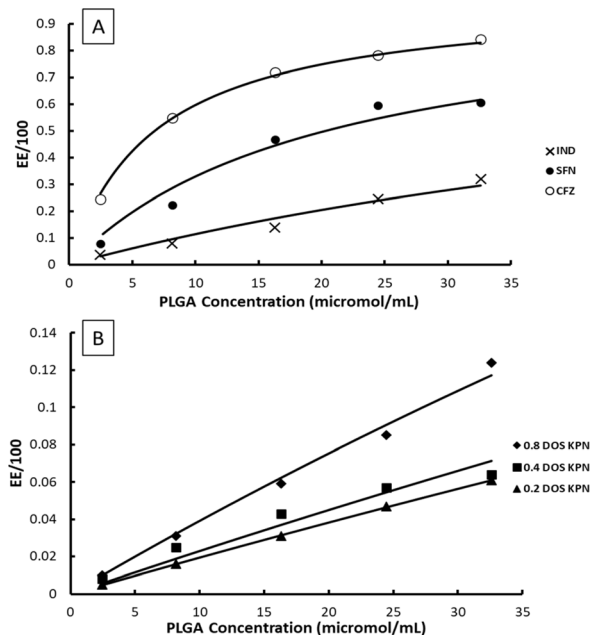 A
0.9
0.8
0.7
0.6
0.5
0.4
0.3
0.2
0.1
0
EE/100
0 5 10 15 20 25 30 35
PLGA Concentration (micromol/mL)
IND
SFN
CFZ
B
0.14
0.12
0.1
0.08
0.06
0.04
0.02
0
EE/100
0 5 10 15 20 25 30 35
PLGA Concentration (micromol/mL)
0.8 DOS KPN
0.4 DOS KPN
0.2 DOS KPN